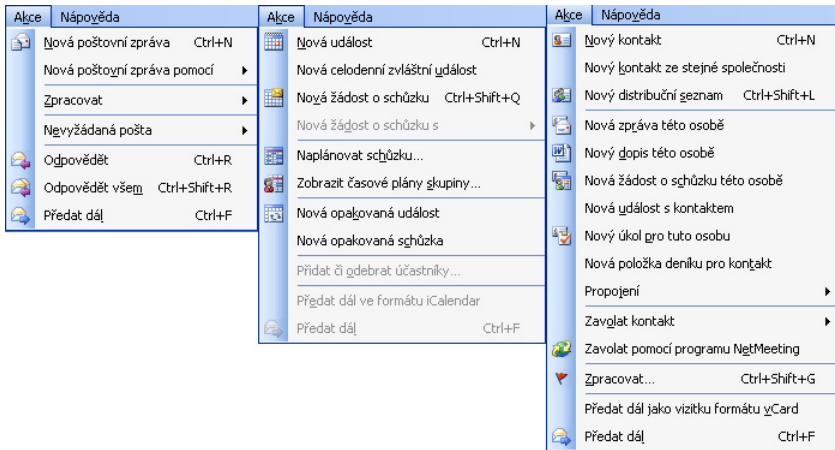 Akce Nápověda
Nová poštovní zpráva Ctrl+N
Nová poštovní zpráva pomocí
Zpracovat
Nevyžádaná pošta
Odpovědět Ctrl+R
Odpovědět všem Ctrl+Shift+R
Předat dál Ctrl+F
Akce Nápověda
Nová událost Ctrl+N
Nová celodenní zvláštní událost
Nová žádost o schůzku Ctrl+Shift+Q
Nová žádost o schůzku s
Naplánovat schůzku...
Zobrazit časové plány skupiny...
Nová opakovaná událost
Nová opakovaná schůzka
Přidat či odebrat účastníky...
Předat dál ve formátu iCalendar
Předat dál Ctrl+F
Akce Nápověda
Nový kontakt Ctrl+N
Nový kontakt ze stejné společnosti
Nový distribuční seznam Ctrl+Shift+L
Nová zpráva této osobě
Nový dopis této osobě
Nová žádost o schůzku této osobě
Nová událost s kontaktem
Nový úkol pro tuto osobu
Nová položka deníku pro kontakt
Propojení
Zavolat kontakt
Zavolat pomocí programu NetMeeting
Zpracovat... Ctrl+Shift+G
Předat dál jako vizitku formátu vCard
Předat dál Ctrl+F